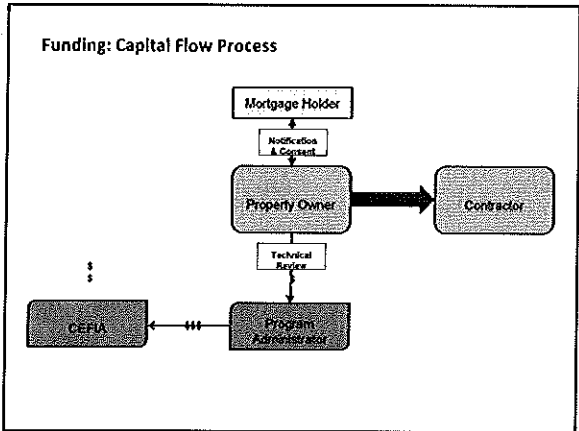 Funding: Capital Flow Process
Mortgage Holder
Notification
& Consent
Property Owner
Contractor
Technical
Review
$
$
CEFIA
$$$
Program
Administrator